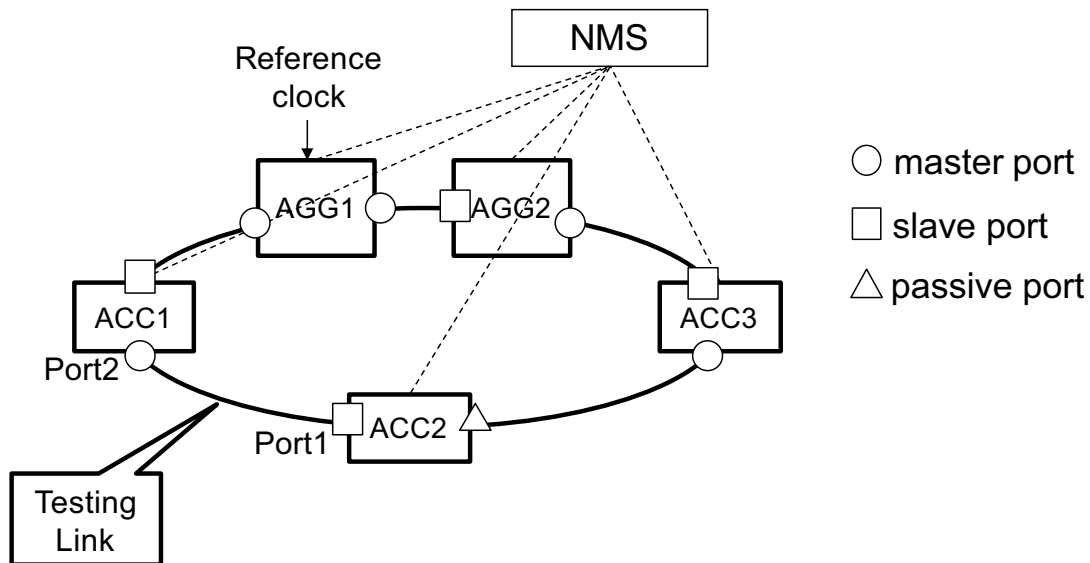 NMS
Reference
clock
AGG1
AGG2
master port
slave port
passive port
ACC1
ACC3
Port2
Port1
ACC2
Testing
Link